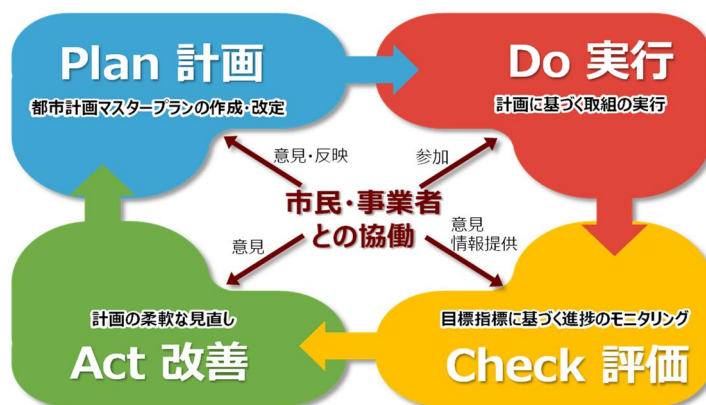 Plan 計画
都市計画マスタープランの作成・改定
Do 実行
計画に基づく取組の実行
意見・反映
参加
市民・事業者
との協働
意見
意見
情報提供
計画の柔軟な見直し
Act 改善
目標指標に基づく進捗のモニタリング
Check 評価